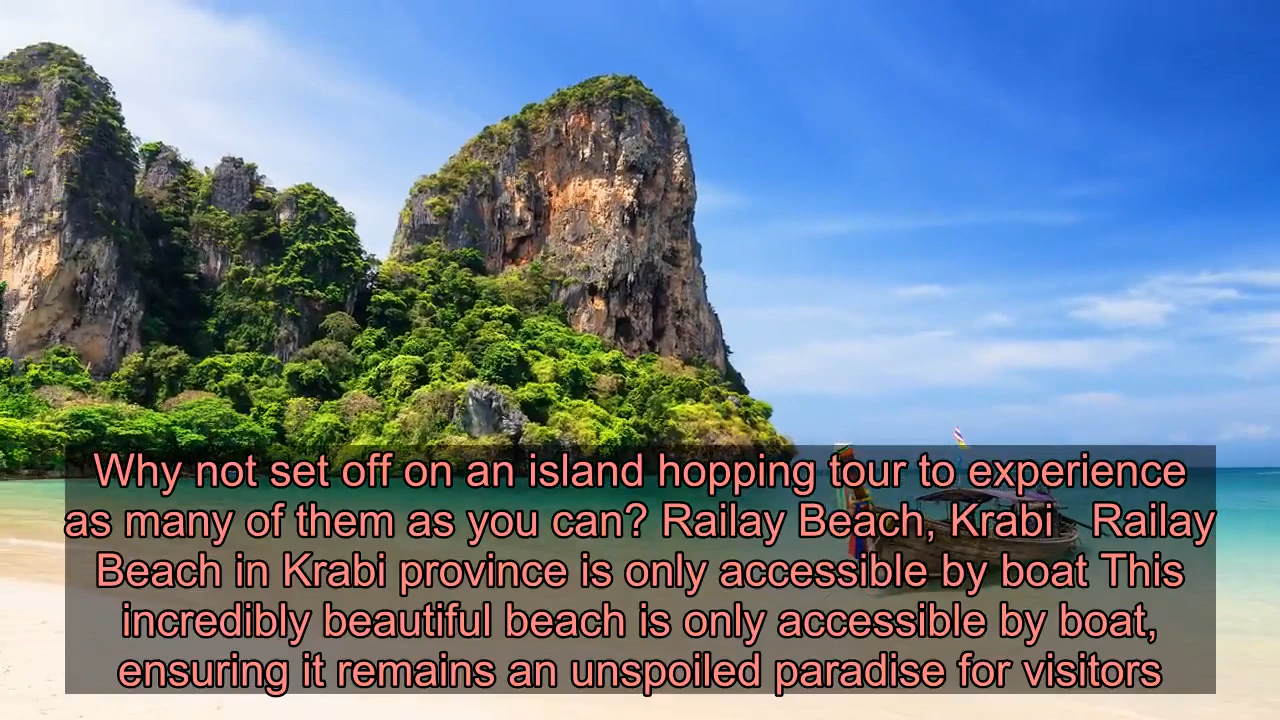 Why not set off on an island hopping tour to experience
as many of them as you can? Railay Beach, Krabi   Railay
Beach in Krabi province is only accessible by boat This
incredibly beautiful beach is only accessible by boat,
ensuring it remains an unspoiled paradise for visitors